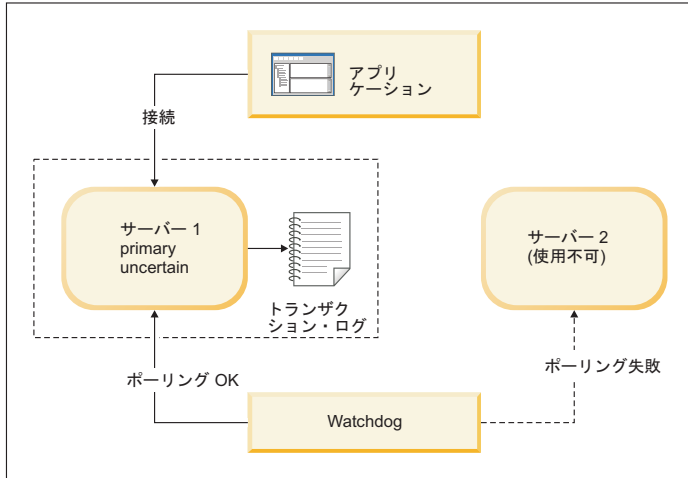 アプリ
ケーション
接続
サーバー 1
primary
uncertain
トランザク
ション・ログ
サーバー 2
(使用不可)
ポーリング OK
ポーリング失敗
Watchdog